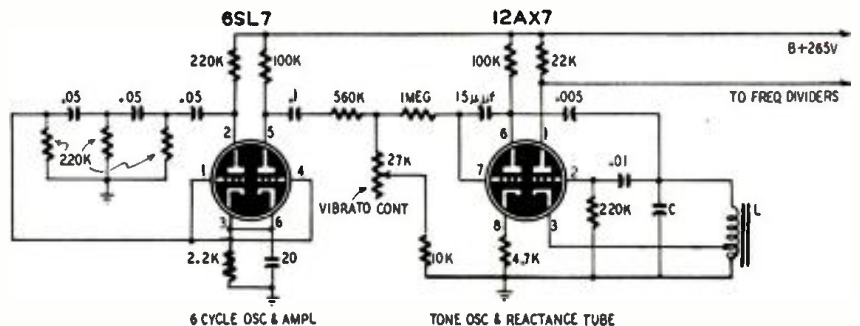 6SL7
12AX7
220K
100K
100K
22K
B+265V
TO FREQ DIVIDERS
.05
.05
.05
.1
560K
1MEG
15μμf
.005
2
5
6
1
220K
1
4
27K
7
2
.01
VIBRATO CONT
220K
C
L
3
6
8
3
2.2K
20
10K
4.7K
6 CYCLE OSC & AMPL
TONE OSC & REACTANCE TUBE